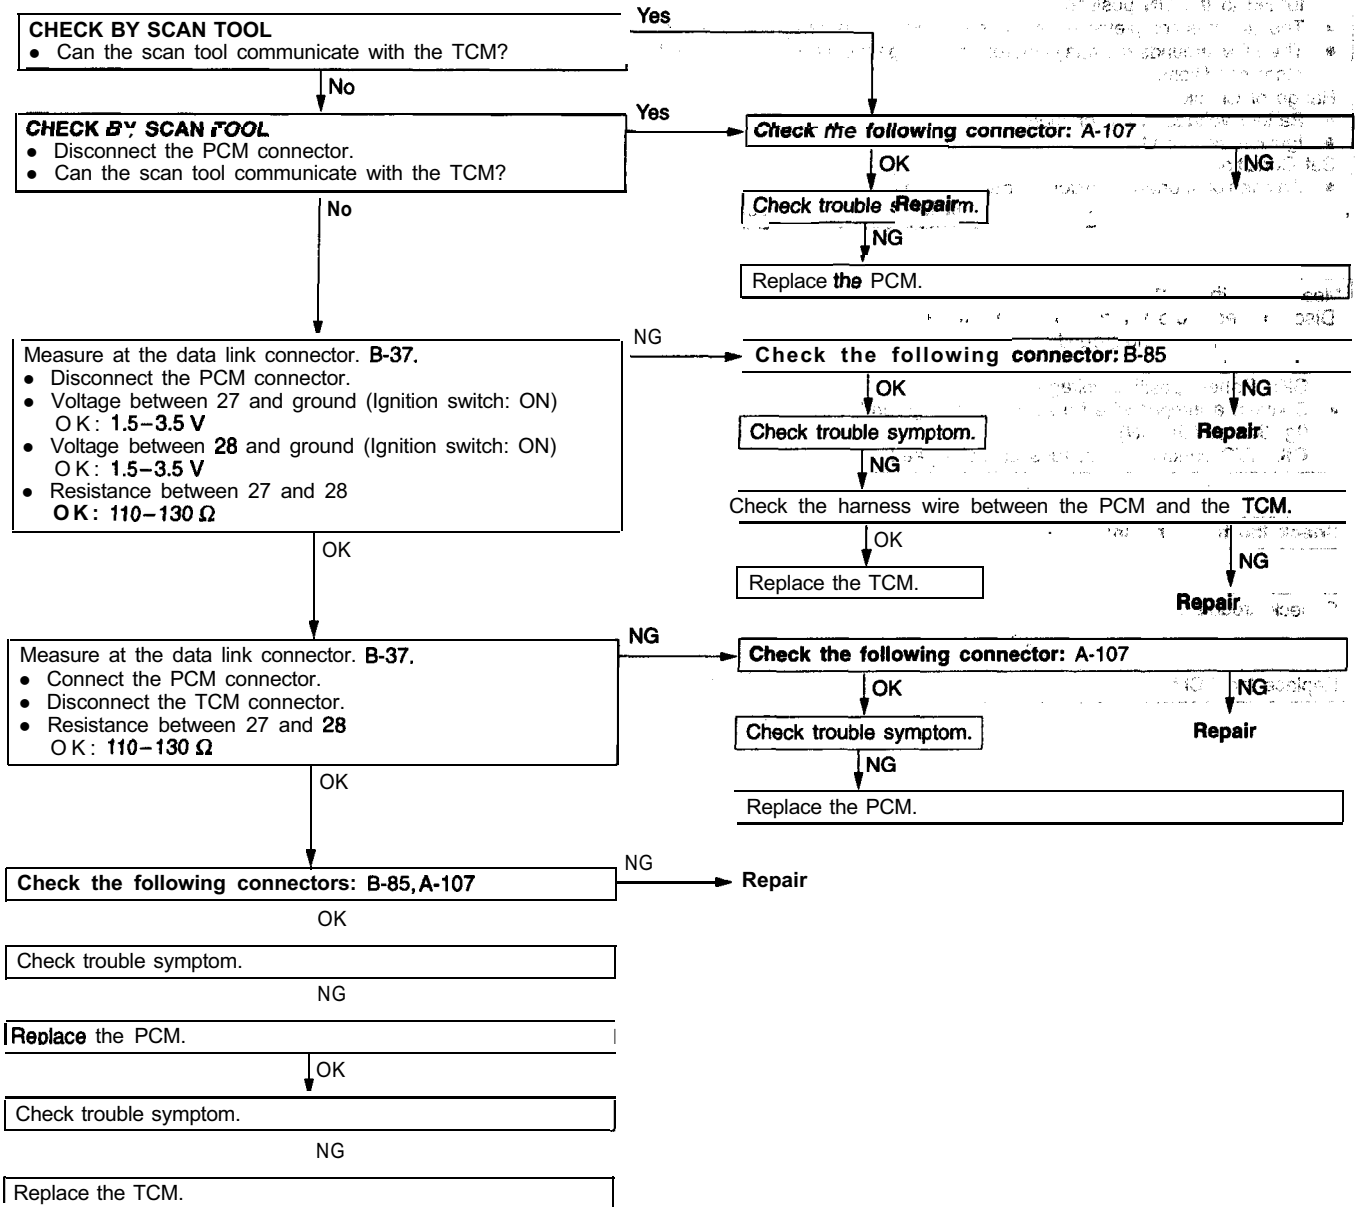 CHECK BY SCAN TOOL
● Can the scan tool communicate with the TCM?
Yes
No
CHECK BY SCAN TOOL
● Disconnect the PCM connector.
● Can the scan tool communicate with the TCM?
Yes
Check the following connector: A-107
OK
NG
No
Check trouble
Repair
NG
Replace the PCM.
Measure at the data link connector. B-37.
● Disconnect the PCM connector.
● Voltage between 27 and ground (Ignition switch: ON)
OK: 1.5–3.5 V
● Voltage between 28 and ground (Ignition switch: ON)
OK: 1.5–3.5 V
● Resistance between 27 and 28
OK: 110–130 Ω
NG
Check the following connector: B-85
OK
NG
Check trouble symptom.
Repair
NG
Check the harness wire between the PCM and the TCM.
OK
OK
NG
Replace the TCM.
Repair
Measure at the data link connector. B-37.
● Connect the PCM connector.
● Disconnect the TCM connector.
● Resistance between 27 and 28
OK: 110–130 Ω
NG
Check the following connector: A-107
OK
NG
Check trouble symptom.
Repair
NG
OK
Replace the PCM.
Check the following connectors: B-85, A-107
NG
Repair
OK
Check trouble symptom.
NG
Replace the PCM.
OK
Check trouble symptom.
NG
Replace the TCM.